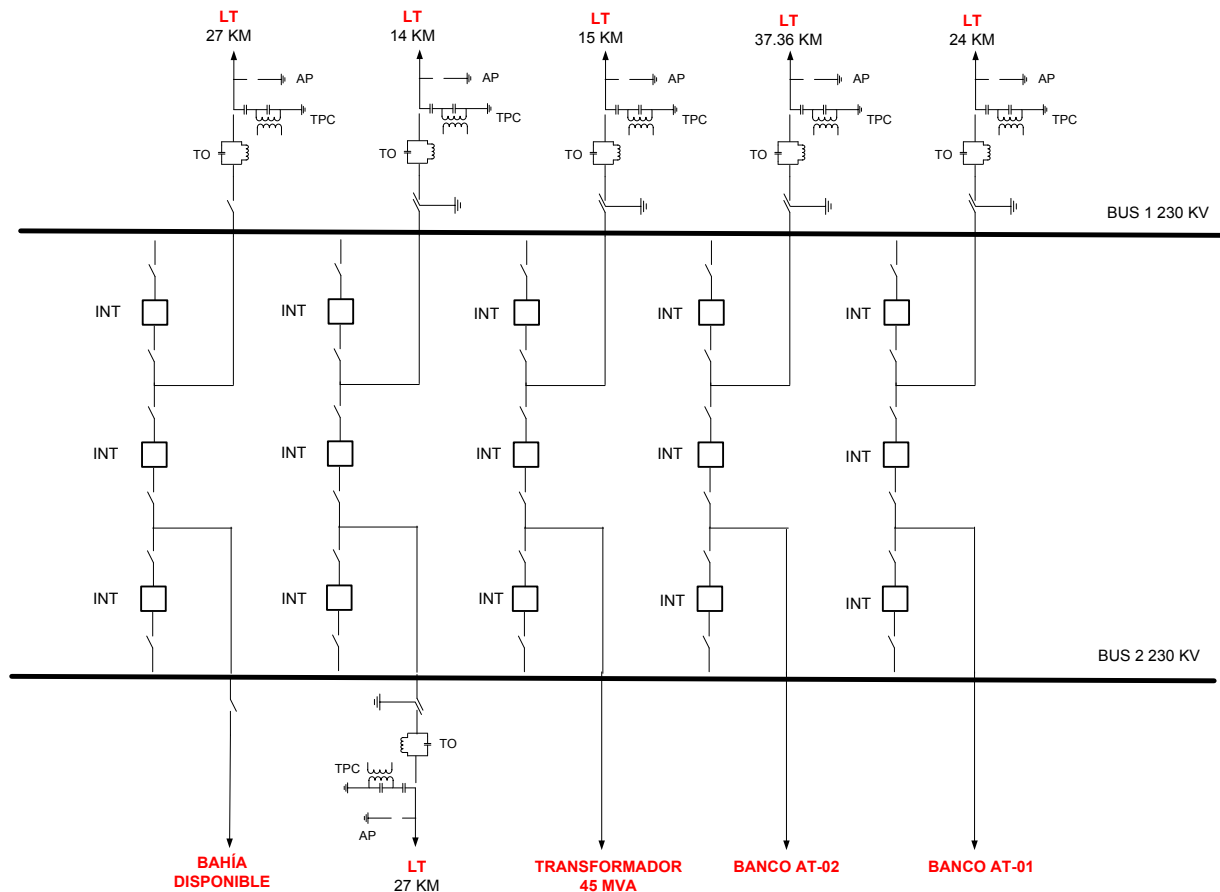 LT LT LT LT LT
27 KM 14 KM 15 KM 37.36 KM 24 KM
AP AP AP AP AP
TPC TPC TPC TPC TPC
TO TO TO TO TO
BUS 1 230 KV
INT INT INT INT INT
INT INT INT INT INT
INT INT INT INT INT
BUS 2 230 KV
TO
TPC
AP
BAHÍA
DISPONIBLE
LT
27 KM
TRANSFORMADOR
45 MVA
BANCO AT-02
BANCO AT-01